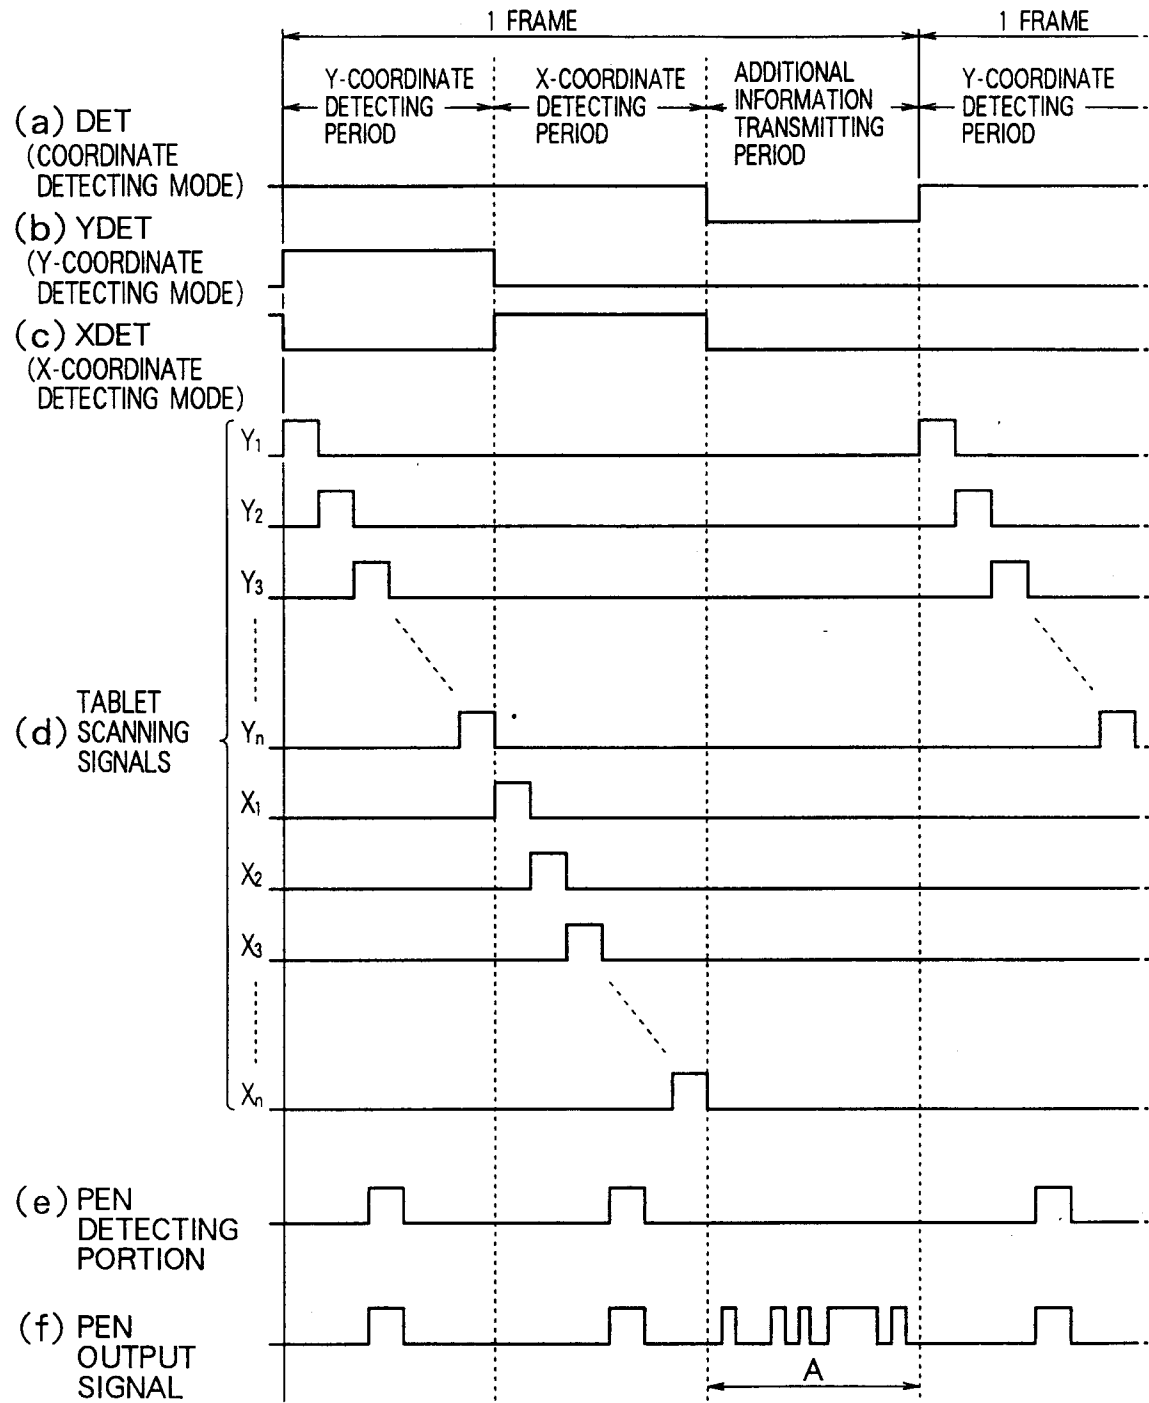 1 FRAME
1 FRAME
Y-COORDINATE
DETECTING
PERIOD
X-COORDINATE
DETECTING
PERIOD
ADDITIONAL
INFORMATION
TRANSMITTING
PERIOD
Y-COORDINATE
DETECTING
PERIOD
(a) DET
(COORDINATE
DETECTING MODE)
(b) YDET
(Y-COORDINATE
DETECTING MODE)
(c) XDET
(X-COORDINATE
DETECTING MODE)
(d) TABLET
SCANNING
SIGNALS
Y1
Y2
Y3
Yn
X1
X2
X3
Xn
(e) PEN
DETECTING
PORTION
(f) PEN
OUTPUT
SIGNAL
A